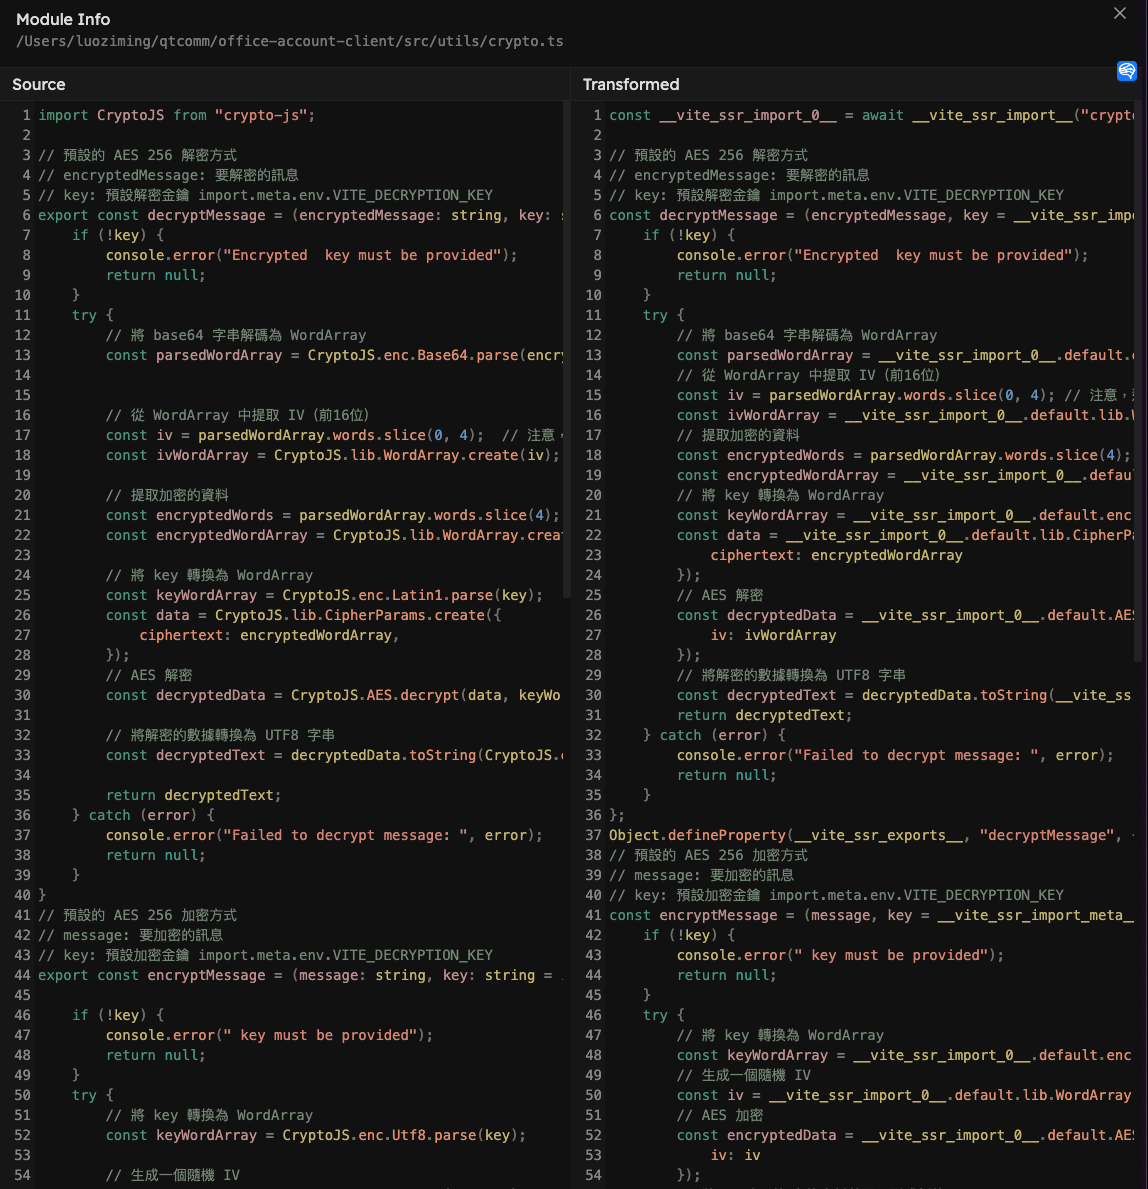 Module Info
/Users/luoziming/qtcomm/office-account-client/src/utils/crypto.ts
Source
1 import CryptoJS from "crypto-js";
2
3 // 預設的 AES 256 解密方式
4 // encryptedMessage: 要解密的訊息
5 // key: 預設解密金鑰 import.meta.env.VITE_DECRYPTION_KEY
6 export const decryptMessage = (encryptedMessage: string, key:
7 if (!key) {
8 console.error("Encrypted  key must be provided");
9 return null;
10 }
11 try {
12 // 將 base64 字串解碼為 WordArray
13 const parsedWordArray = CryptoJS.enc.Base64.parse(encry
14
15
16 // 從 WordArray 中提取 IV (前16位)
17 const iv = parsedWordArray.words.slice(0, 4);  // 注意，
18 const ivWordArray = CryptoJS.lib.WordArray.create(iv);
19
20 // 提取加密的資料
21 const encryptedWords = parsedWordArray.words.slice(4);
22 const encryptedWordArray = CryptoJS.lib.WordArray.crea
23
24 // 將 key 轉換為 WordArray
25 const keyWordArray = CryptoJS.enc.Latin1.parse(key);
26 const data = CryptoJS.lib.CipherParams.create({
27 ciphertext: encryptedWordArray,
28 });
29 // AES 解密
30 const decryptedData = CryptoJS.AES.decrypt(data, keyWo
31
32 // 將解密的數據轉換為 UTF8 字串
33 const decryptedText = decryptedData.toString(CryptoJS.
34
35 return decryptedText;
36 } catch (error) {
37 console.error("Failed to decrypt message: ", error);
38 return null;
39 }
40 }
41 // 預設的 AES 256 加密方式
42 // message: 要加密的訊息
43 // key: 預設加密金鑰 import.meta.env.VITE_DECRYPTION_KEY
44 export const encryptMessage = (message: string, key: string =
45
46 if (!key) {
47 console.error(" key must be provided");
48 return null;
49 }
50 try {
51 // 將 key 轉換為 WordArray
52 const keyWordArray = CryptoJS.enc.Utf8.parse(key);
53
54 // 生成一個隨機 IV
Transformed
1 const __vite_ssr_import_0__ = await __vite_ssr_import__("crypt
2
3 // 預設的 AES 256 解密方式
4 // encryptedMessage: 要解密的訊息
5 // key: 預設解密金鑰 import.meta.env.VITE_DECRYPTION_KEY
6 const decryptMessage = (encryptedMessage, key = __vite_ssr_imp
7 if (!key) {
8 console.error("Encrypted  key must be provided");
9 return null;
10 }
11 try {
12 // 將 base64 字串解碼為 WordArray
13 const parsedWordArray = __vite_ssr_import_0__.default.
14 // 從 WordArray 中提取 IV (前16位)
15 const iv = parsedWordArray.words.slice(0, 4); // 注意，
16 const ivWordArray = __vite_ssr_import_0__.default.lib.
17 // 提取加密的資料
18 const encryptedWords = parsedWordArray.words.slice(4);
19 const encryptedWordArray = __vite_ssr_import_0__.defau
20 // 將 key 轉換為 WordArray
21 const keyWordArray = __vite_ssr_import_0__.default.enc
22 const data = __vite_ssr_import_0__.default.lib.CipherP
23 ciphertext: encryptedWordArray
24 });
25 // AES 解密
26 const decryptedData = __vite_ssr_import_0__.default.AE
27 iv: ivWordArray
28 });
29 // 將解密的數據轉換為 UTF8 字串
30 const decryptedText = decryptedData.toString(__vite_ss
31 return decryptedText;
32 } catch (error) {
33 console.error("Failed to decrypt message: ", error);
34 return null;
35 }
36 };
37 Object.defineProperty(__vite_ssr_exports__, "decryptMessage",
38 // 預設的 AES 256 加密方式
39 // message: 要加密的訊息
40 // key: 預設加密金鑰 import.meta.env.VITE_DECRYPTION_KEY
41 const encryptMessage = (message, key = __vite_ssr_import_meta__
42 if (!key) {
43 console.error(" key must be provided");
44 return null;
45 }
46 try {
47 // 將 key 轉換為 WordArray
48 const keyWordArray = __vite_ssr_import_0__.default.enc
49 // 生成一個隨機 IV
50 const iv = __vite_ssr_import_0__.default.lib.WordArray
51 // AES 加密
52 const encryptedData = __vite_ssr_import_0__.default.AE
53 iv: iv
54 });